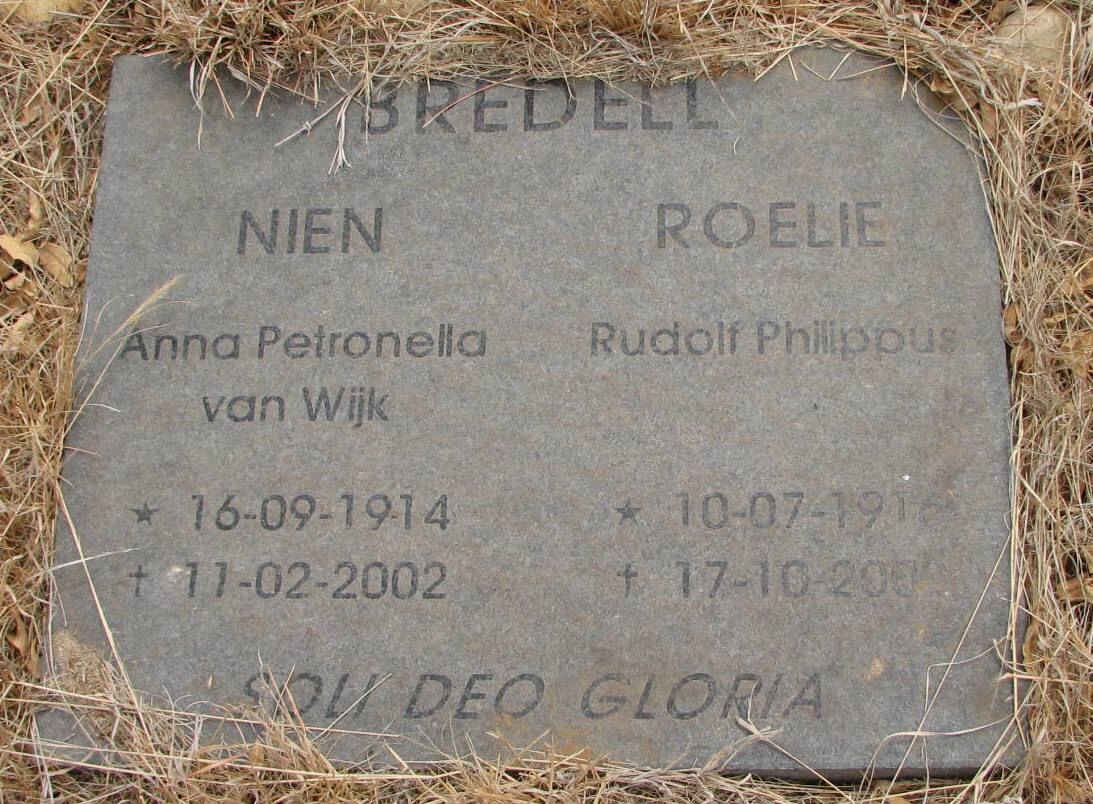 BREDELL
NIEN ROELIE
Anna Petronella Rudolf Philippus
van Wijk
★ 16-09-1914 ★
† 11-02-2002 †
SOLI DEO GLORIA